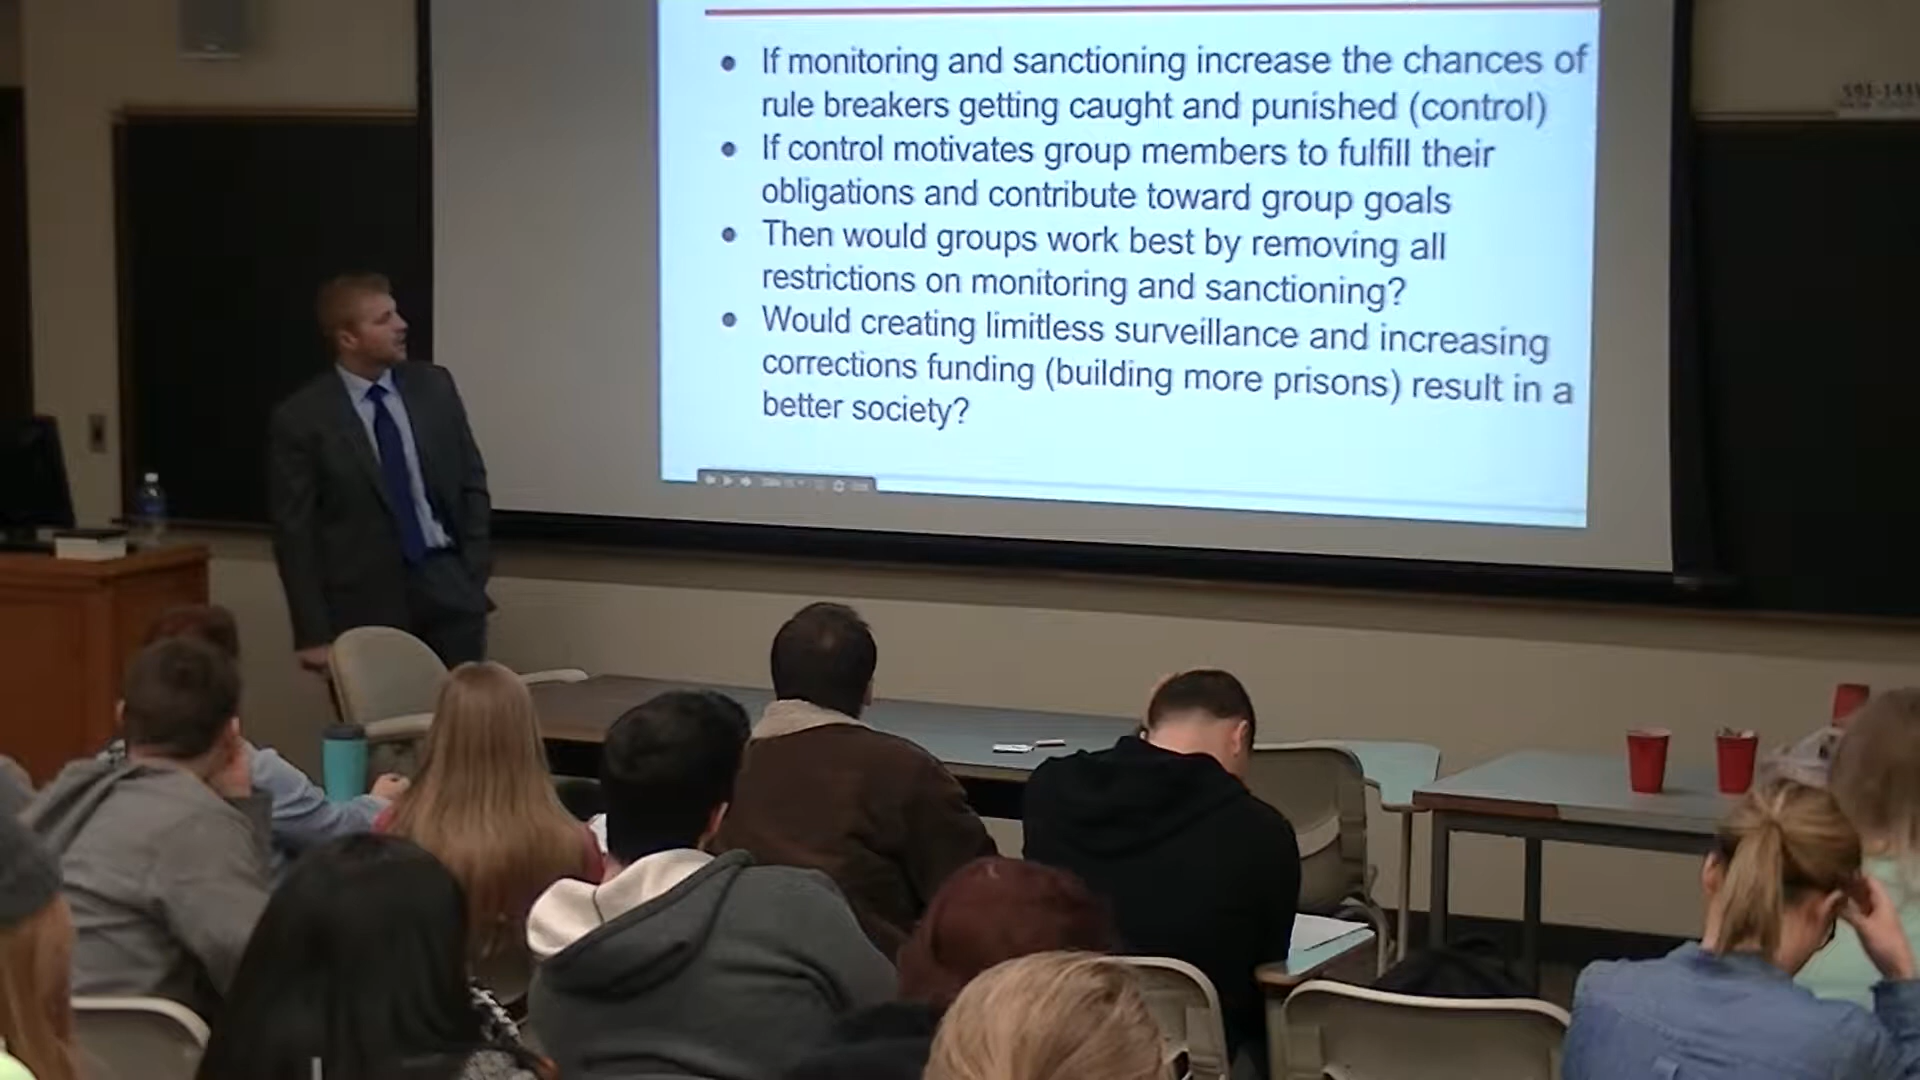 ● If monitoring and sanctioning increase the chances of
rule breakers getting caught and punished (control)
● If control motivates group members to fulfill their
obligations and contribute toward group goals
● Then would groups work best by removing all
restrictions on monitoring and sanctioning?
● Would creating limitless surveillance and increasing
corrections funding (building more prisons) result in a
better society?